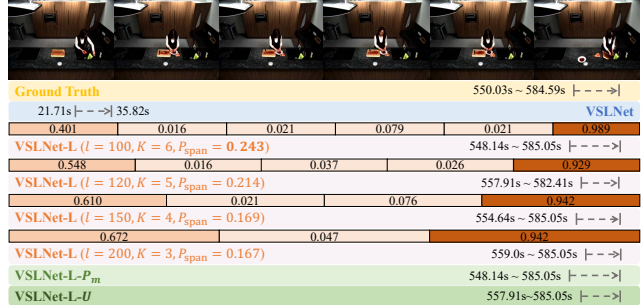 Ground Truth 550.03s ~ 584.59s
21.71s 35.82s VSLNet
0.401 0.016 0.021 0.079 0.021 0.989
VSLNet-L (l = 100, K = 6, Pspan = 0.243) 548.14s ~ 585.05s
0.548 0.016 0.037 0.026 0.929
VSLNet-L (l = 120, K = 5, Pspan = 0.214) 557.91s ~ 582.41s
0.610 0.021 0.076 0.942
VSLNet-L (l = 150, K = 4, Pspan = 0.169) 554.64s ~ 585.05s
0.672 0.047 0.942
VSLNet-L (l = 200, K = 3, Pspan = 0.167) 559.0s ~ 585.05s
VSLNet-L-Pm 548.14s ~ 585.05s
VSLNet-L-U 557.91s~585.05s